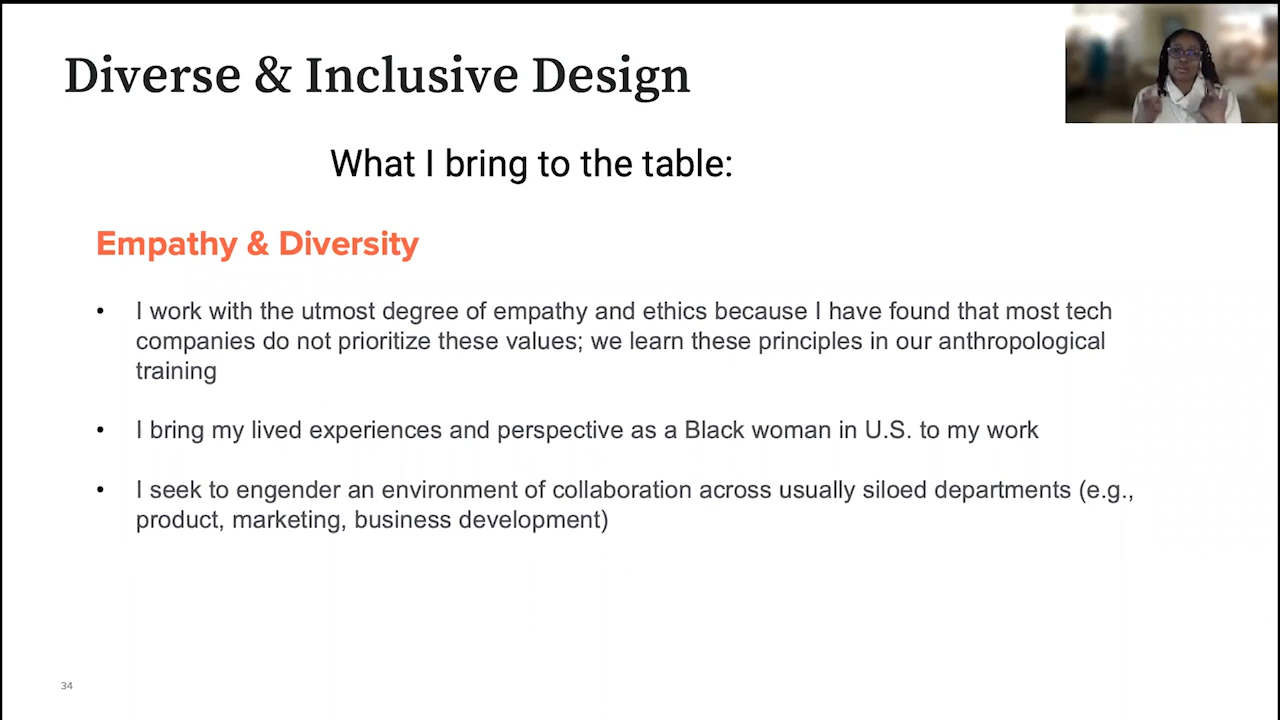 Diverse & Inclusive Design
What I bring to the table:
Empathy & Diversity
• I work with the utmost degree of empathy and ethics because I have found that most tech
companies do not prioritize these values; we learn these principles in our anthropological
training
• I bring my lived experiences and perspective as a Black woman in U.S. to my work
• I seek to engender an environment of collaboration across usually siloed departments (e.g.,
product, marketing, business development)
34